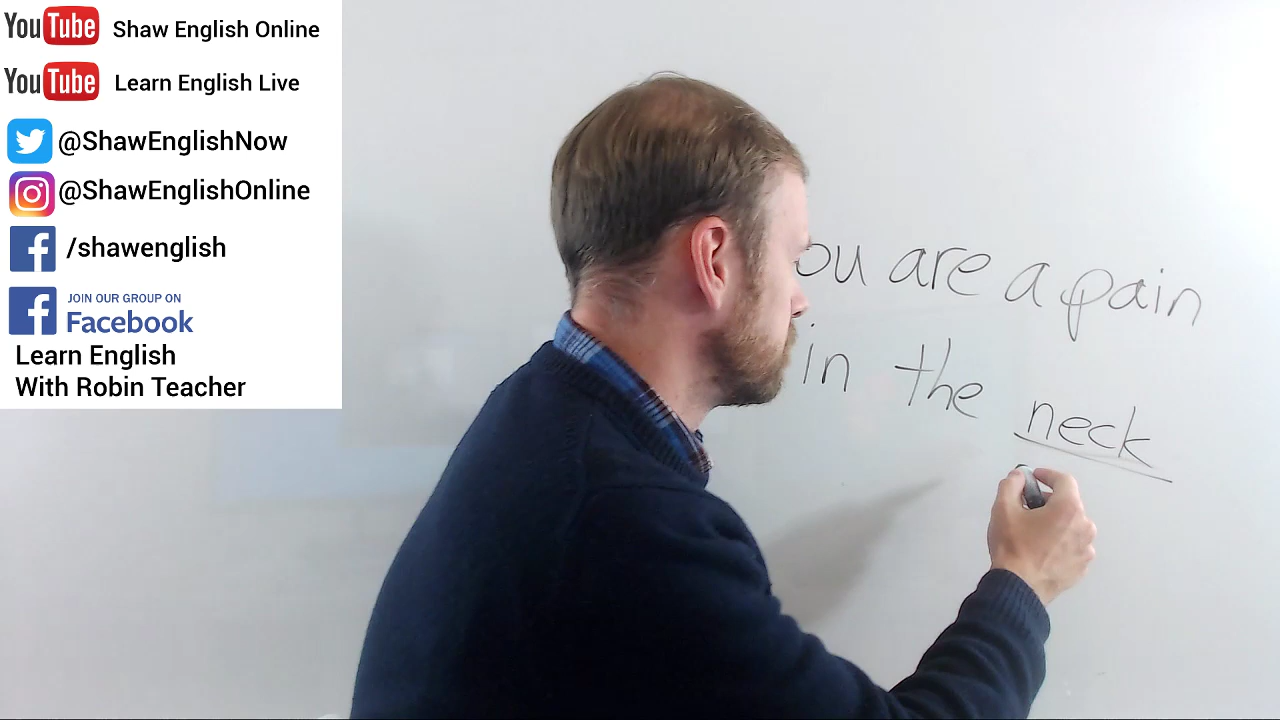 YouTube Shaw English Online
YouTube Learn English Live
@ShawEnglishNow
@ShawEnglishOnline
/shawenglish
JOIN OUR GROUP ON
Facebook
Learn English
With Robin Teacher
ou are a pain
in the neck